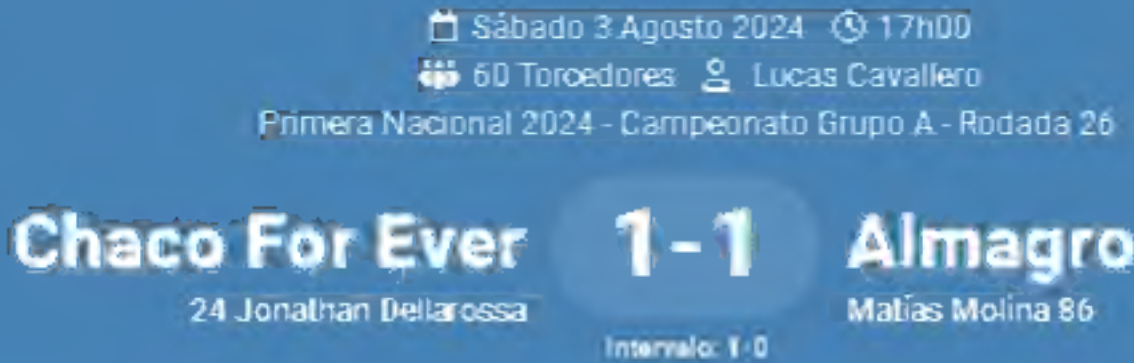 Sábado 3 Agosto 2024 17h00
60 Torcedores Lucas Cavallero
Primera Nacional 2024 - Campeonato Grupo A - Rodada 26
Chaco For Ever 1 - 1 Almagro
24 Jonathan Dellarossa Matías Molina 86
Intervalo: 1-0